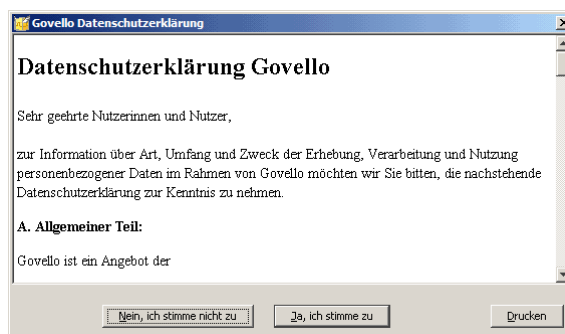 Govello Datenschutzerklärung
Datenschutzerklärung Govello
Sehr geehrte Nutzerinnen und Nutzer,
zur Information über Art, Umfang und Zweck der Erhebung, Verarbeitung und Nutzung
personenbezogener Daten im Rahmen von Govello möchten wir Sie bitten, die nachstehende
Datenschutzerklärung zur Kenntnis zu nehmen.
A. Allgemeiner Teil:
Govello ist ein Angebot der
Nein, ich stimme nicht zu
Ja, ich stimme zu
Drucken